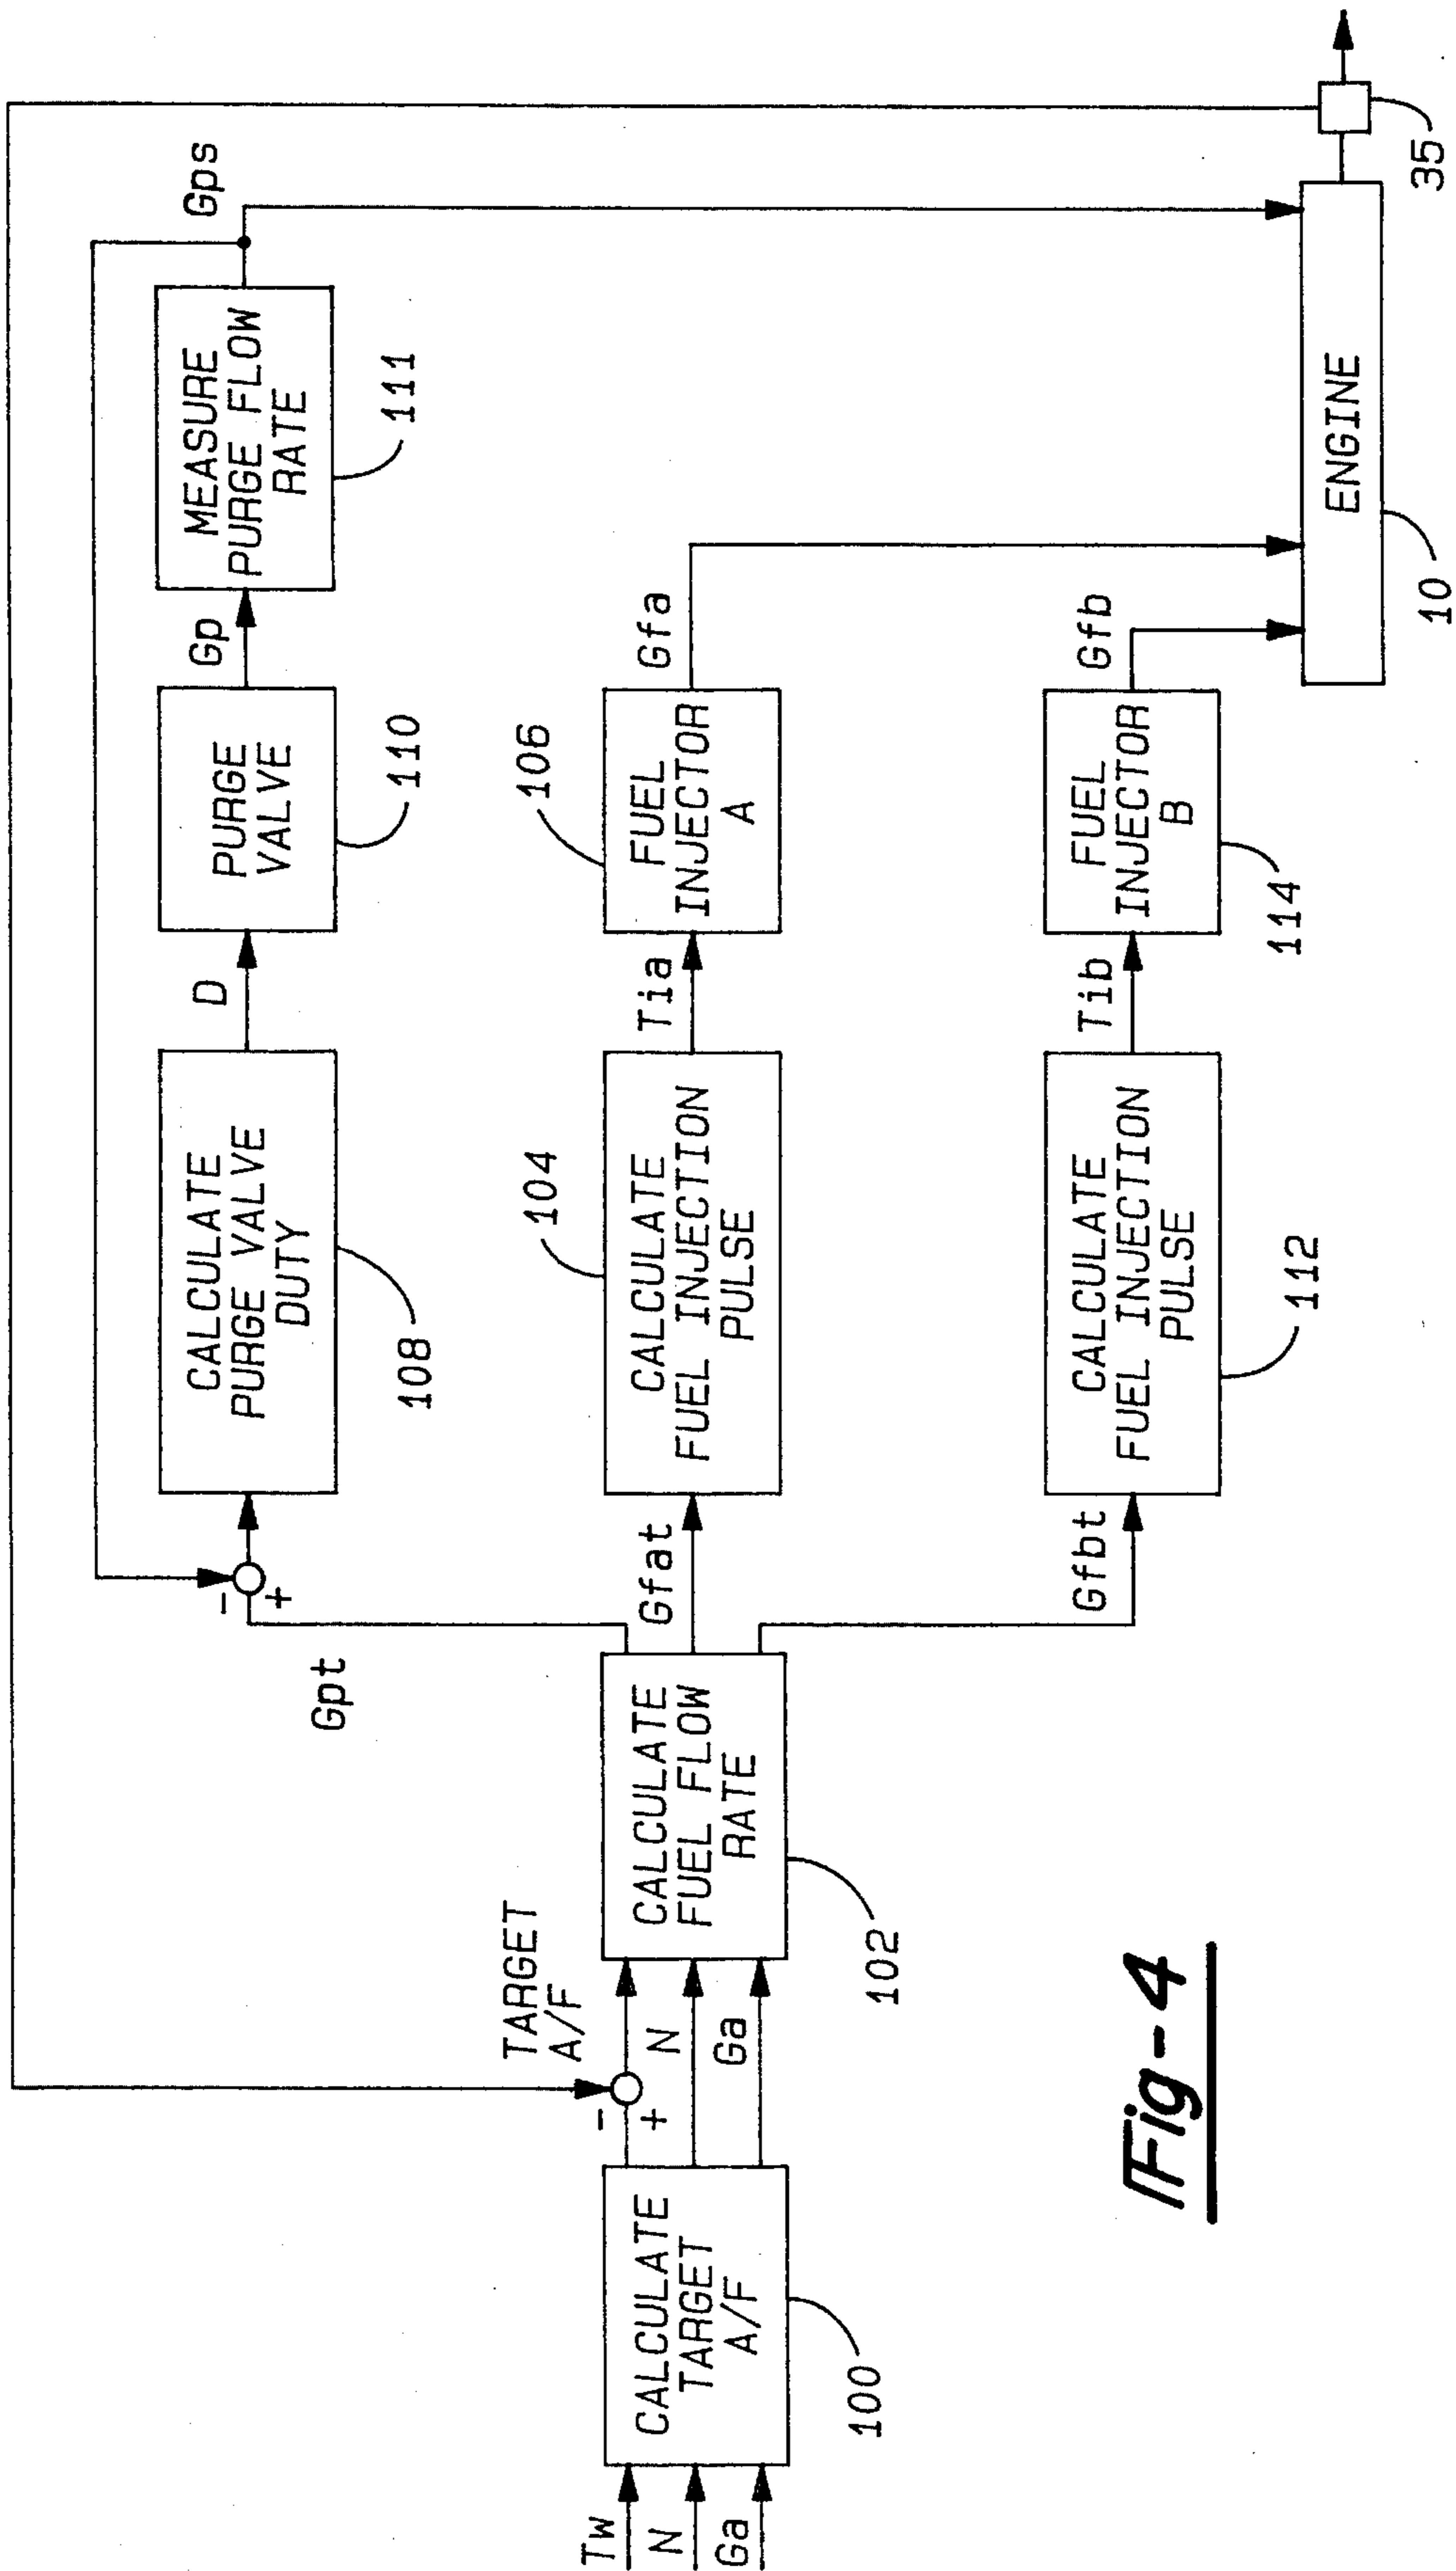 Tw
N
Ga
CALCULATE
TARGET
A/F
100
-
+
TARGET
A/F
N
Ga
CALCULATE
FUEL FLOW
RATE
102
Gpt
-
+
CALCULATE
PURGE VALVE
DUTY
108
D
PURGE
VALVE
110
Gp
MEASURE
PURGE FLOW
RATE
111
Gps
Gfat
CALCULATE
FUEL INJECTION
PULSE
104
Tia
FUEL
INJECTOR
A
106
Gfa
Gfbt
CALCULATE
FUEL INJECTION
PULSE
112
Tib
FUEL
INJECTOR
B
114
Gfb
ENGINE
10
35
Fig-4